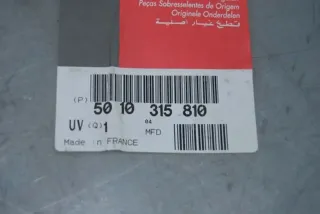 Peças Sobresselentes de Origem
Originele Onderdelen
قطع غيار أصلية
(P) 50 10 315 810
UV (Q) 1 04 MFD
Made in FRANCE